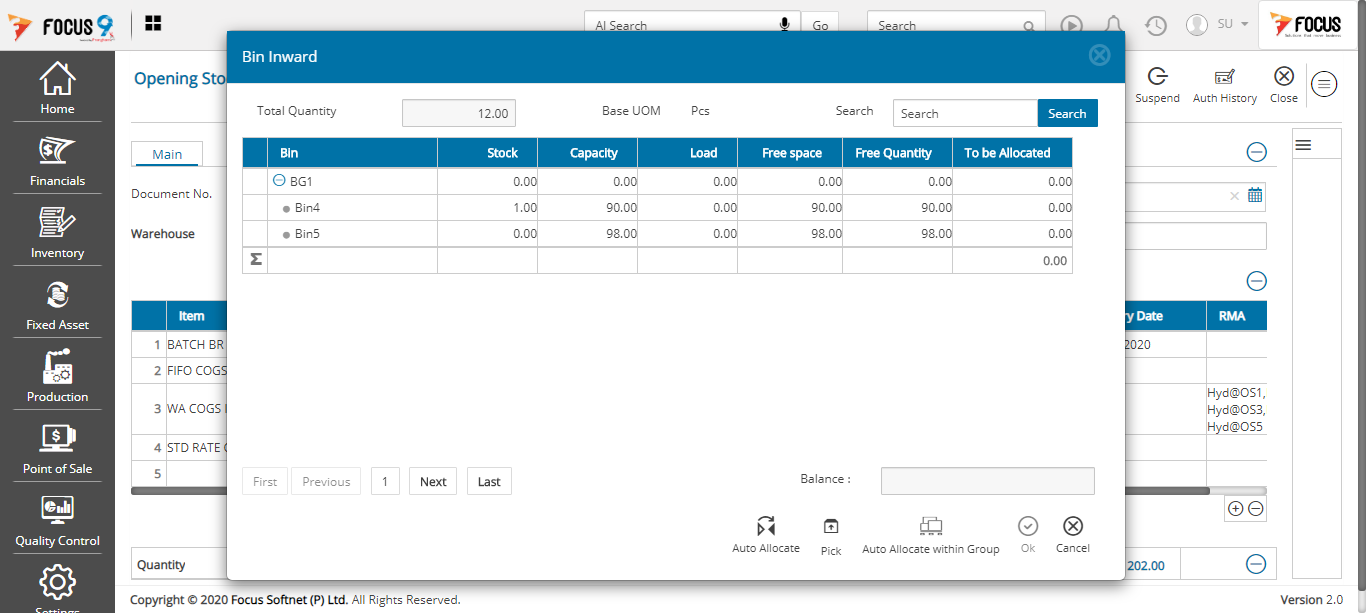 FOCUS 9
AI Search
Go
Search
SU
FOCUS
Home
Financials
Inventory
Fixed Asset
Production
Point of Sale
Quality Control
Settings
Opening Sto
Suspend
Auth History
Close
Main
Document No.
Warehouse
Item
ry Date
RMA
1 BATCH BR
2020
2 FIFO COGS
3 WA COGS
Hyd@OS1,
Hyd@OS3,
Hyd@OS5
4 STD RATE
5
Quantity
202.00
Bin Inward
Total Quantity 12.00 Base UOM Pcs Search Search Search
Bin Stock Capacity Load Free space Free Quantity To be Allocated
BG1 0.00 0.00 0.00 0.00 0.00 0.00
Bin4 1.00 90.00 0.00 90.00 90.00 0.00
Bin5 0.00 98.00 0.00 98.00 98.00 0.00
Σ 0.00
First Previous 1 Next Last
Balance :
Auto Allocate
Pick
Auto Allocate within Group
Ok
Cancel
Copyright © 2020 Focus Softnet (P) Ltd. All Rights Reserved.
Version 2.0